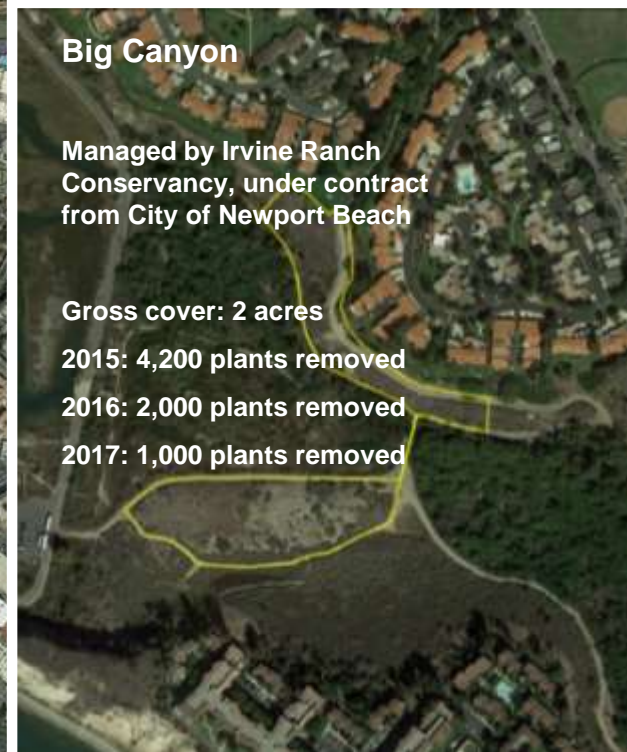 Big Canyon
Managed by Irvine Ranch
Conservancy, under contract
from City of Newport Beach
Gross cover: 2 acres
2015: 4,200 plants removed
2016: 2,000 plants removed
2017: 1,000 plants removed